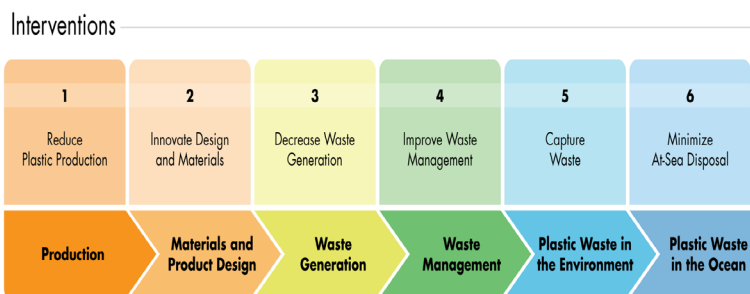 Interventions
1
2
3
4
5
6
Reduce
Plastic Production
Innovate Design
and Materials
Decrease Waste
Generation
Improve Waste
Management
Capture
Waste
Minimize
At-Sea Disposal
Production
Materials and
Product Design
Waste
Generation
Waste
Management
Plastic Waste in
the Environment
Plastic Waste
in the Ocean